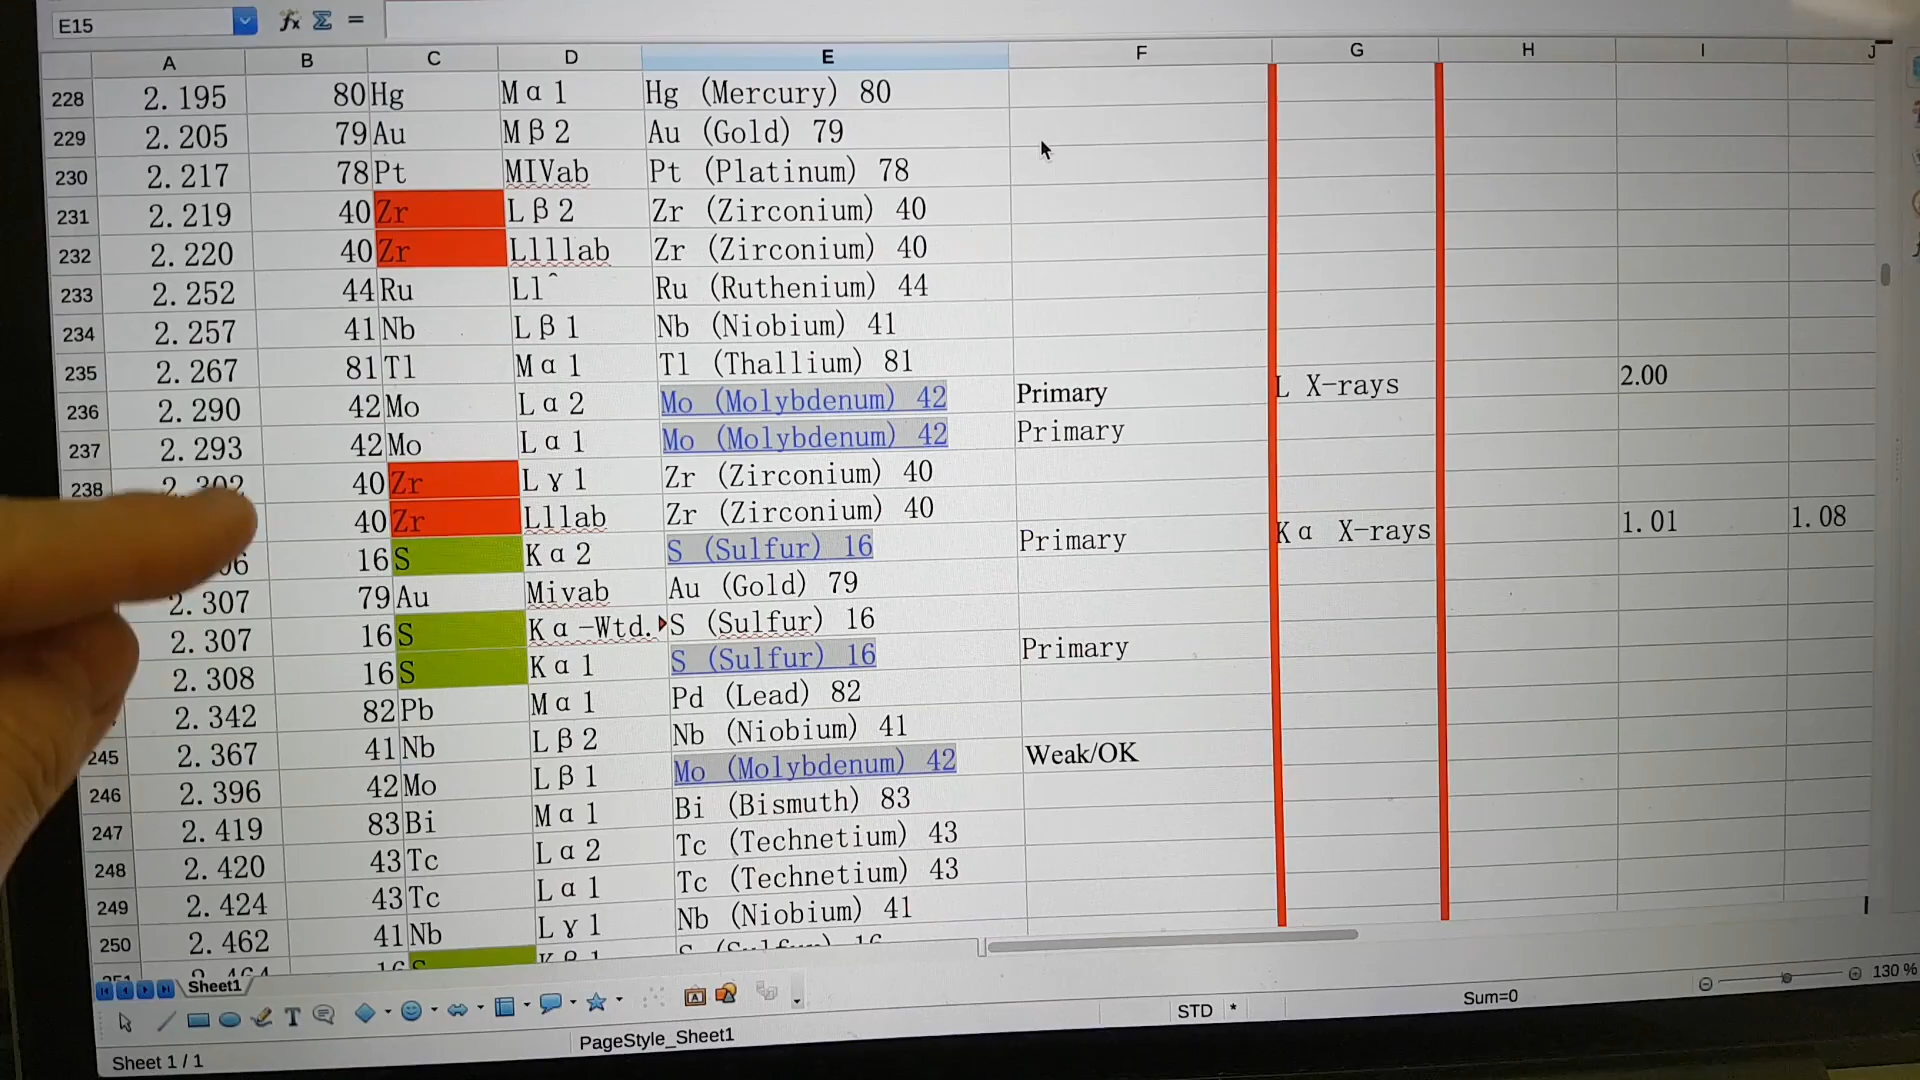 E15
fx Σ =
A B C D E F G H I J
228 2.195 80 Hg Mα1 Hg (Mercury) 80
229 2.205 79 Au Mβ2 Au (Gold) 79
230 2.217 78 Pt MIVab Pt (Platinum) 78
231 2.219 40 Zr Lβ2 Zr (Zirconium) 40
232 2.220 40 Zr Llllab Zr (Zirconium) 40
233 2.252 44 Ru Ll^ Ru (Ruthenium) 44
234 2.257 41 Nb Lβ1 Nb (Niobium) 41
235 2.267 81 Tl Mα1 Tl (Thallium) 81
236 2.290 42 Mo Lα2 Mo (Molybdenum) 42 Primary L X-rays 2.00
237 2.293 42 Mo Lα1 Mo (Molybdenum) 42 Primary
238 2.302 40 Zr Lγ1 Zr (Zirconium) 40
40 Zr Lllab Zr (Zirconium) 40
16 S Kα2 S (Sulfur) 16 Primary Kα X-rays 1.01 1.08
2.307 79 Au Mivab Au (Gold) 79
2.307 16 S Kα-Wtd. S (Sulfur) 16
2.308 16 S Kα1 S (Sulfur) 16 Primary
2.342 82 Pb Mα1 Pd (Lead) 82
245 2.367 41 Nb Lβ2 Nb (Niobium) 41
246 2.396 42 Mo Lβ1 Mo (Molybdenum) 42 Weak/OK
247 2.419 83 Bi Mα1 Bi (Bismuth) 83
248 2.420 43 Tc Lα2 Tc (Technetium) 43
249 2.424 43 Tc Lα1 Tc (Technetium) 43
250 2.462 41 Nb Lγ1 Nb (Niobium) 41
251 2.464 16 S Kβ1 S (Sulfur) 16
Sheet1
130 %
Sheet 1 / 1 PageStyle_Sheet1 STD * Sum=0